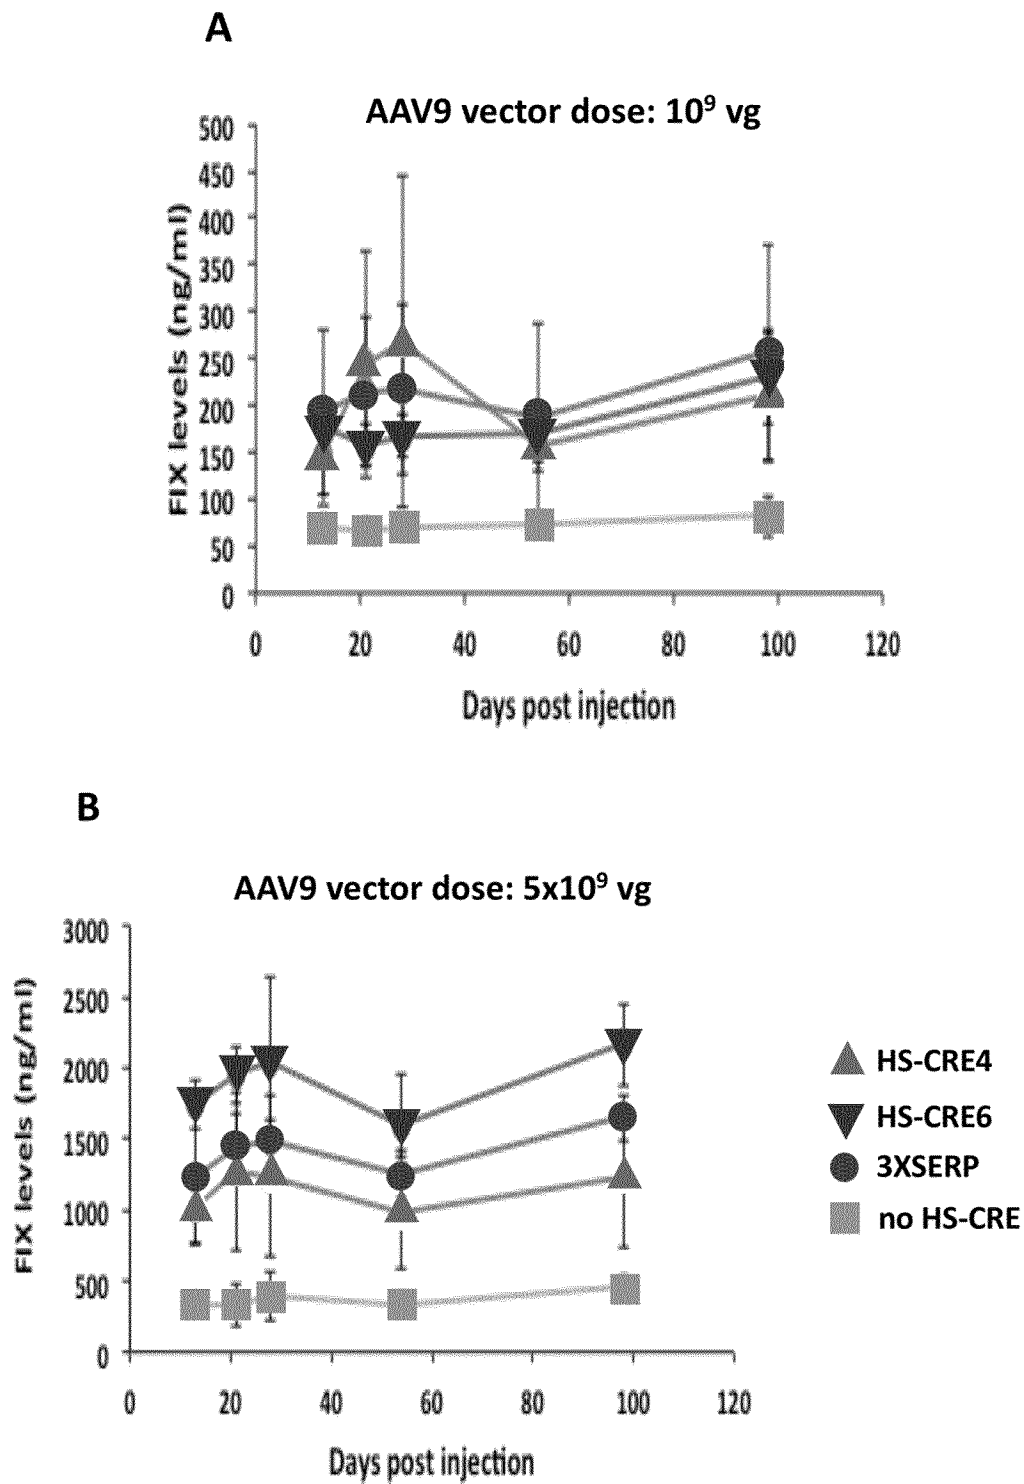 A
AAV9 vector dose: 10⁹ vg
500
450
400
350
300
250
200
150
100
50
0
FIX levels (ng/ml)
0 20 40 60 80 100 120
Days post injection
B
AAV9 vector dose: 5x10⁹ vg
3000
2500
2000
1500
1000
500
0
FIX levels (ng/ml)
0 20 40 60 80 100 120
Days post injection
HS-CRE4
HS-CRE6
3XSERP
no HS-CRE